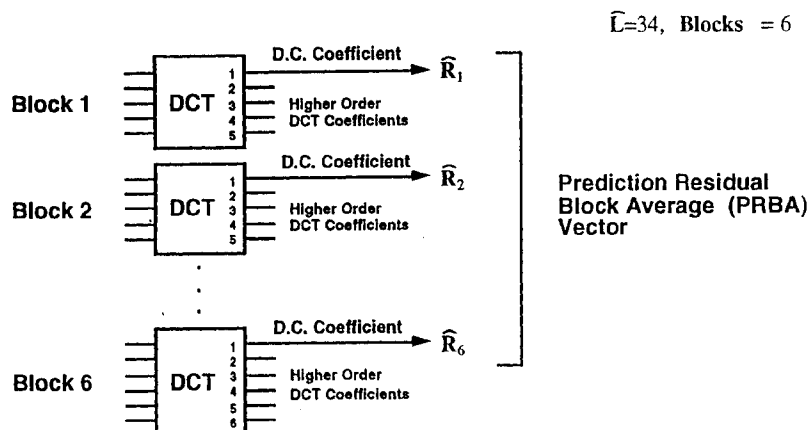 L̂=34, Blocks = 6
D.C. Coefficient
R̂₁
Block 1
DCT
1
2
3
4
5
Higher Order
DCT Coefficients
D.C. Coefficient
R̂₂
Block 2
DCT
1
2
3
4
5
Higher Order
DCT Coefficients
Prediction Residual
Block Average (PRBA)
Vector
D.C. Coefficient
R̂₆
Block 6
DCT
1
2
3
4
5
6
Higher Order
DCT Coefficients